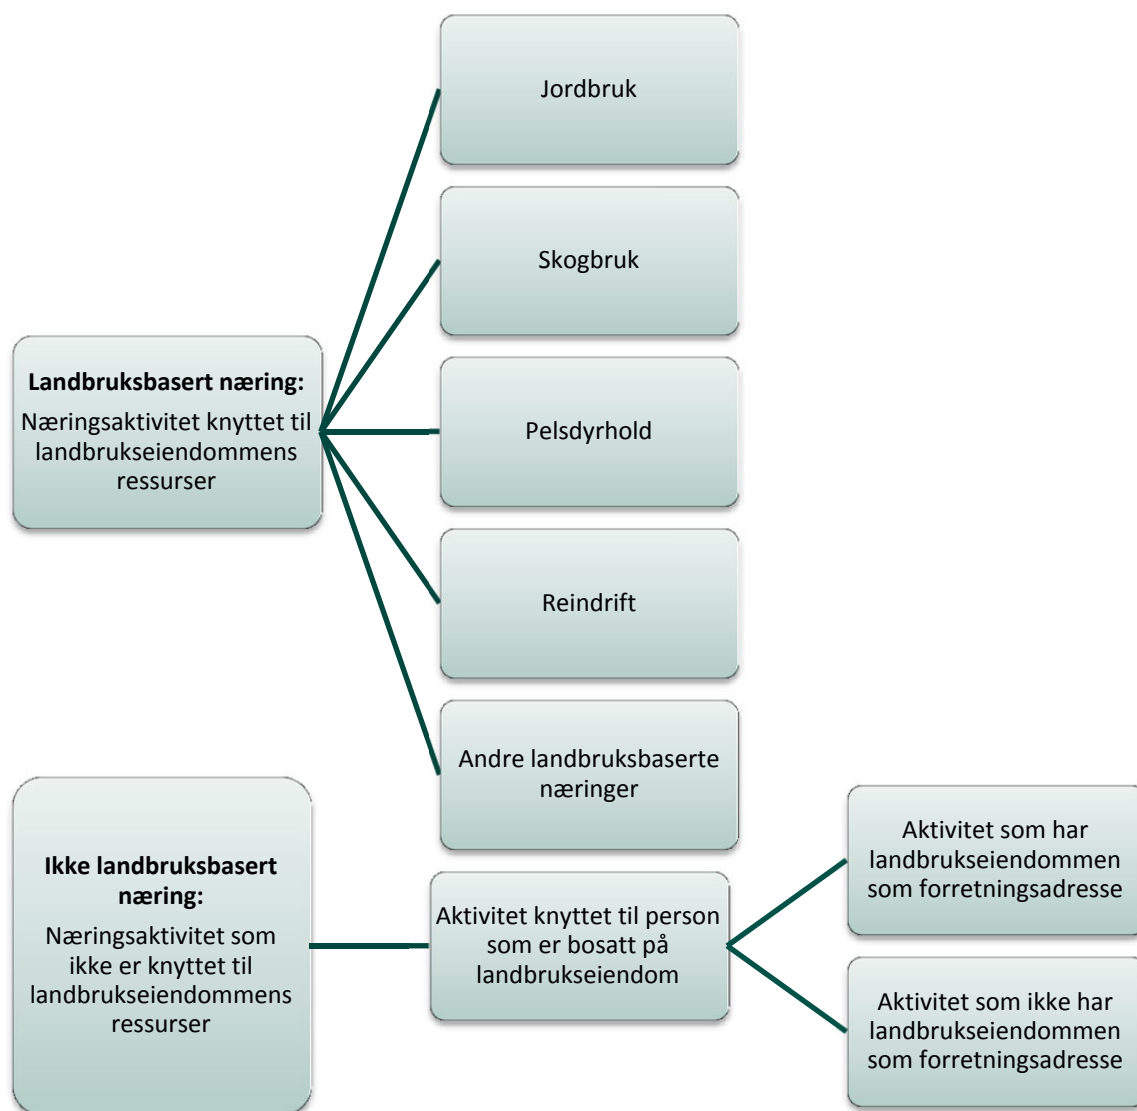 Jordbruk
Skogbruk
Landbruksbasert næring:
Næringsaktivitet knyttet til
landbrukseiendommens
ressurser
Pelsdyrhold
Reindrift
Andre landbruksbaserte
næringer
Ikke landbruksbasert
næring:
Næringsaktivitet som
ikke er knyttet til
landbrukseiendommens
ressurser
Aktivitet knyttet til person
som er bosatt på
landbrukseiendom
Aktivitet som har
landbrukseiendommen
som forretningsadresse
Aktivitet som ikke har
landbrukseiendommen
som forretningsadresse